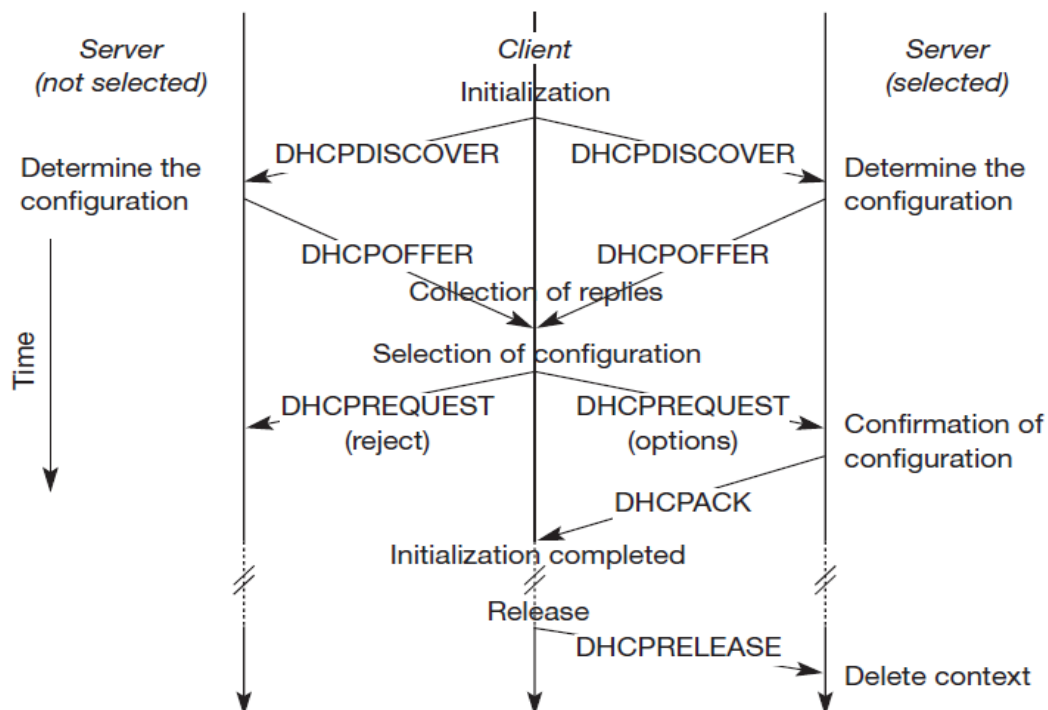 Server
(not selected)
Client
Server
(selected)
Initialization
DHCPDISCOVER
DHCPDISCOVER
Determine the
configuration
Determine the
configuration
DHCPOFFER
DHCPOFFER
Collection of replies
Time
Selection of configuration
DHCPREQUEST
(reject)
DHCPREQUEST
(options)
Confirmation of
configuration
DHCPACK
Initialization completed
Release
DHCPRELEASE
Delete context